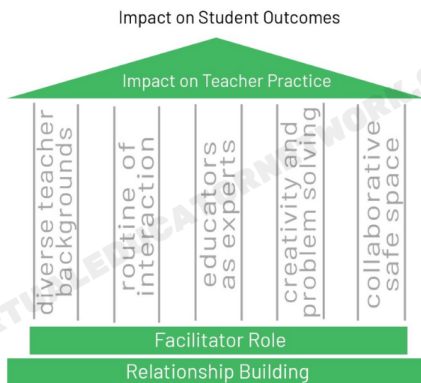 Impact on Student Outcomes
Impact on Teacher Practice
diverse teacher
backgrounds
routine of
interaction
educators
as experts
creativity and
problem solving
collaborative
safe space
Facilitator Role
Relationship Building